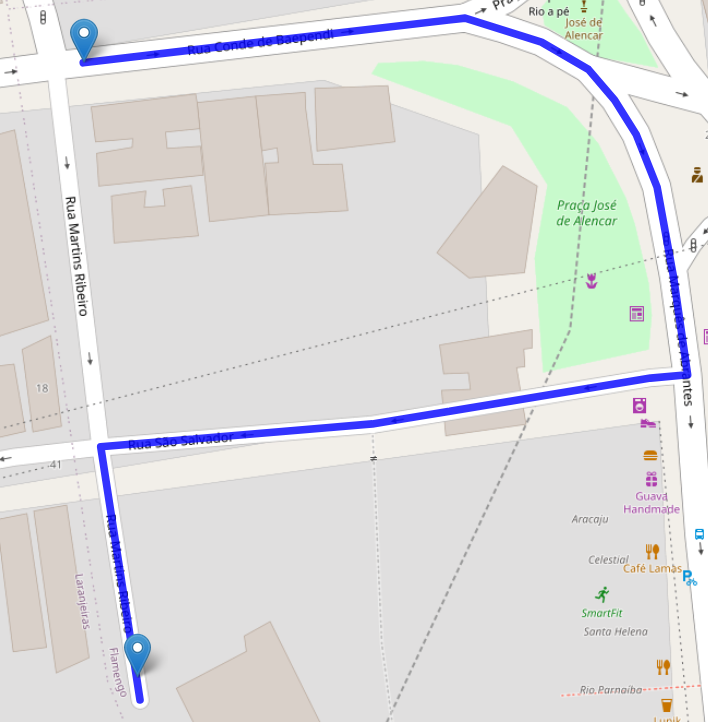 Pra
Rio a pé
José de
Alencar
Rua Conde de Baependi
Rua Martins Ribeiro
Praça José
de Alencar
Rua Marquês de Abrantes
18
Rua São Salvador
41
Guava
Handmade
Aracaju
Celestial
Café Lamas
SmartFit
Santa Helena
Rua Martins Ribeiro
Laranjeiras
Flamengo
Rio Parnaíba